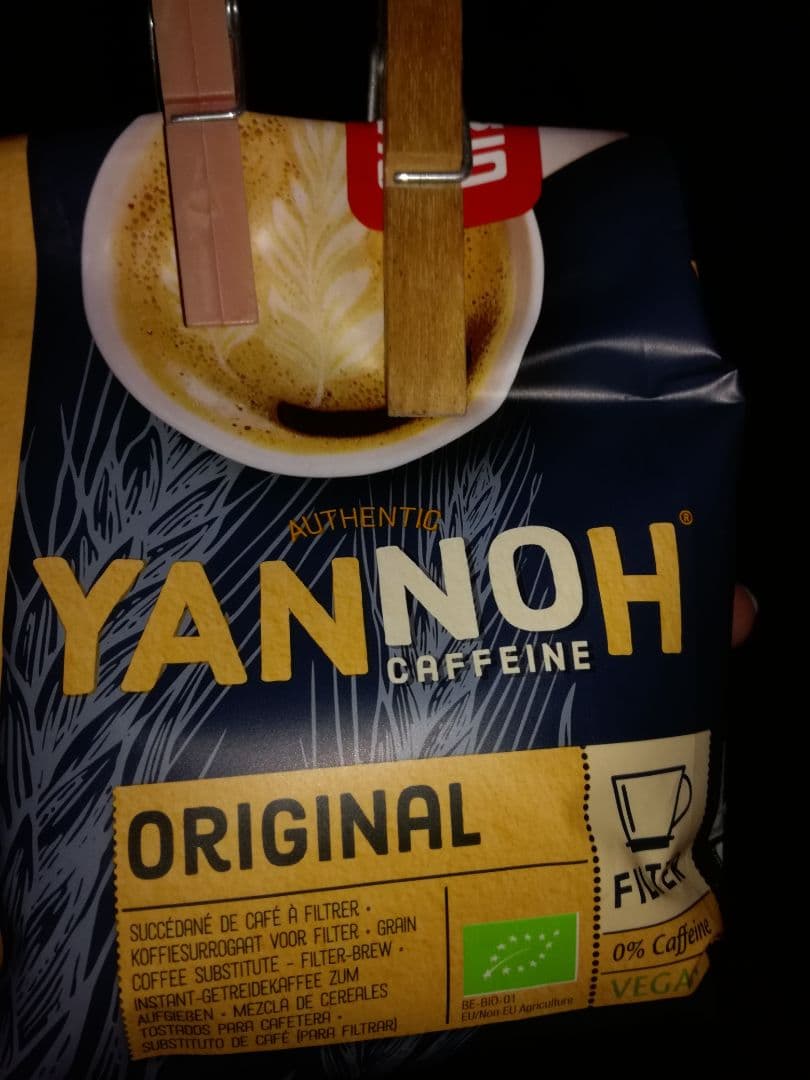 AUTHENTIC
YANNOH®
CAFFEINE
ORIGINAL
SUCCÉDANÉ DE CAFÉ À FILTRER •
KOFFIESURROGAAT VOOR FILTER • GRAIN
COFFEE SUBSTITUTE - FILTER-BREW •
INSTANT-GETREIDEKAFFEE ZUM
AUFGIEßEN • MEZCLA DE CEREALES
TOSTADOS PARA CAFETERA •
SUBSTITUTO DE CAFÉ (PARA FILTRAR)
BE-BIO-01
EU/Non-EU Agriculture
FILTER
0% Caffeine
VEGA